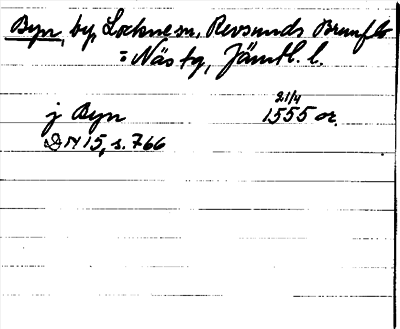 Byn, by, Lockne sn, Revsunds Brunflo
: Näs tg, Jämtl. l.
21/4
j Byn 1555 or.
DN 15, s. 766